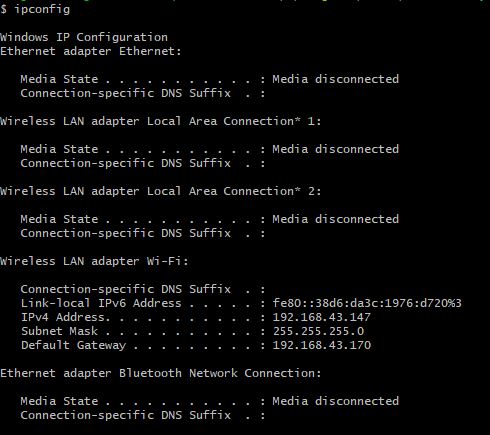 $ ipconfig
Windows IP Configuration
Ethernet adapter Ethernet:
Media State . . . . . . . . . . . : Media disconnected
Connection-specific DNS Suffix  . :
Wireless LAN adapter Local Area Connection* 1:
Media State . . . . . . . . . . . : Media disconnected
Connection-specific DNS Suffix  . :
Wireless LAN adapter Local Area Connection* 2:
Media State . . . . . . . . . . . : Media disconnected
Connection-specific DNS Suffix  . :
Wireless LAN adapter Wi-Fi:
Connection-specific DNS Suffix  . :
Link-local IPv6 Address . . . . . : fe80::38d6:da3c:1976:d720%3
IPv4 Address. . . . . . . . . . . : 192.168.43.147
Subnet Mask . . . . . . . . . . . : 255.255.255.0
Default Gateway . . . . . . . . . : 192.168.43.170
Ethernet adapter Bluetooth Network Connection:
Media State . . . . . . . . . . . : Media disconnected
Connection-specific DNS Suffix  . :